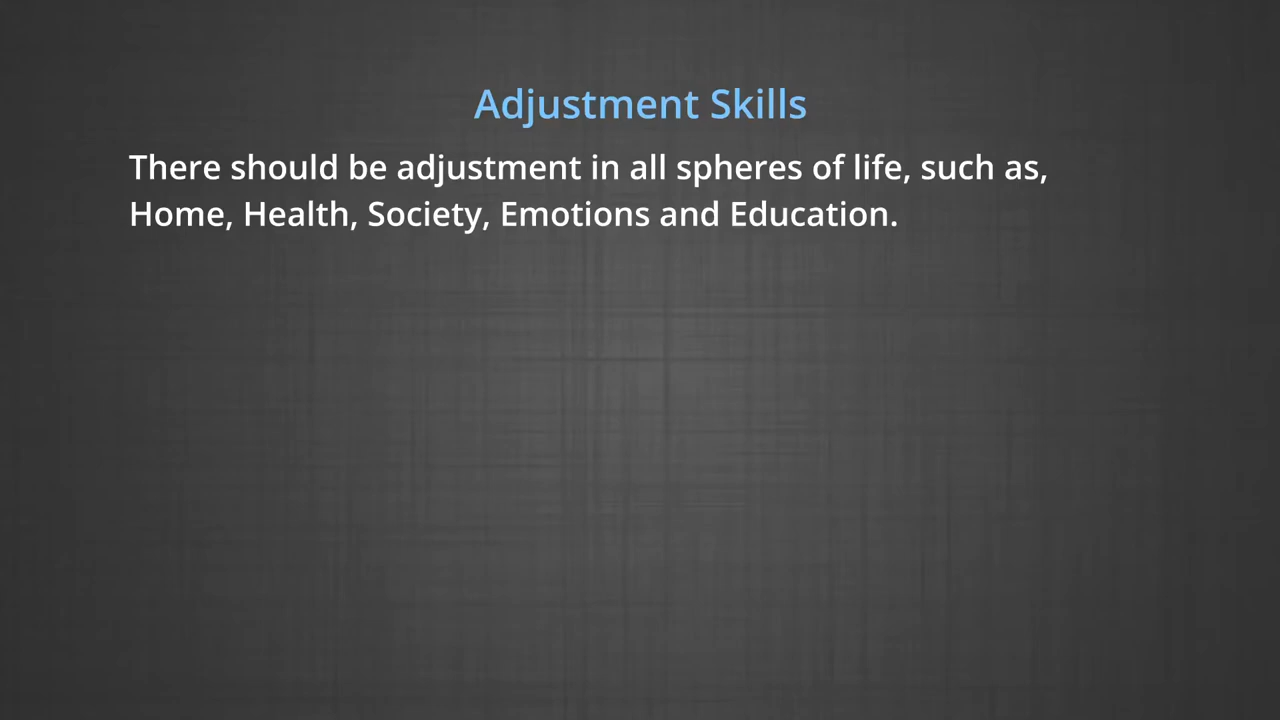 Adjustment Skills
There should be adjustment in all spheres of life, such as,
Home, Health, Society, Emotions and Education.